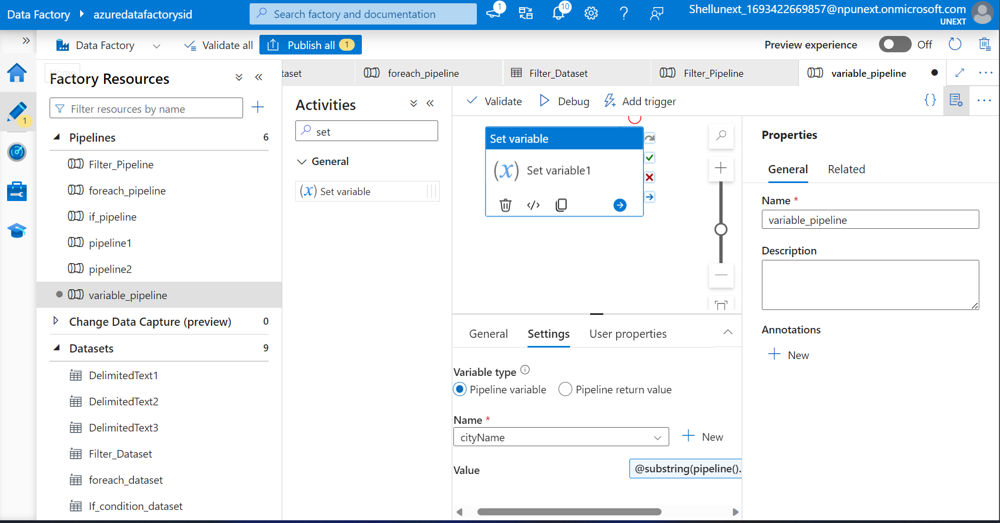 Data Factory
azuredatafactorysid
Search factory and documentation
1
10
Shellunext_1693422669857@npunext.onmicrosoft.com
UNEXT
Data Factory
Validate all
Publish all 1
Preview experience
Off
Home
1
Factory Resources
Filter resources by name
Pipelines 6
Filter_Pipeline
foreach_pipeline
if_pipeline
pipeline1
pipeline2
variable_pipeline
Change Data Capture (preview) 0
Datasets 9
DelimitedText1
DelimitedText2
DelimitedText3
Filter_Dataset
foreach_dataset
If_condition_dataset
taset
foreach_pipeline
Filter_Dataset
Filter_Pipeline
variable_pipeline
Activities
set
General
(x) Set variable
Validate
Debug
Add trigger
{}
Set variable
(x) Set variable1
</>
General
Settings
User properties
Variable type
Pipeline variable
Pipeline return value
Name *
cityName
New
Value
@substring(pipeline().
Properties
General
Related
Name *
variable_pipeline
Description
Annotations
New